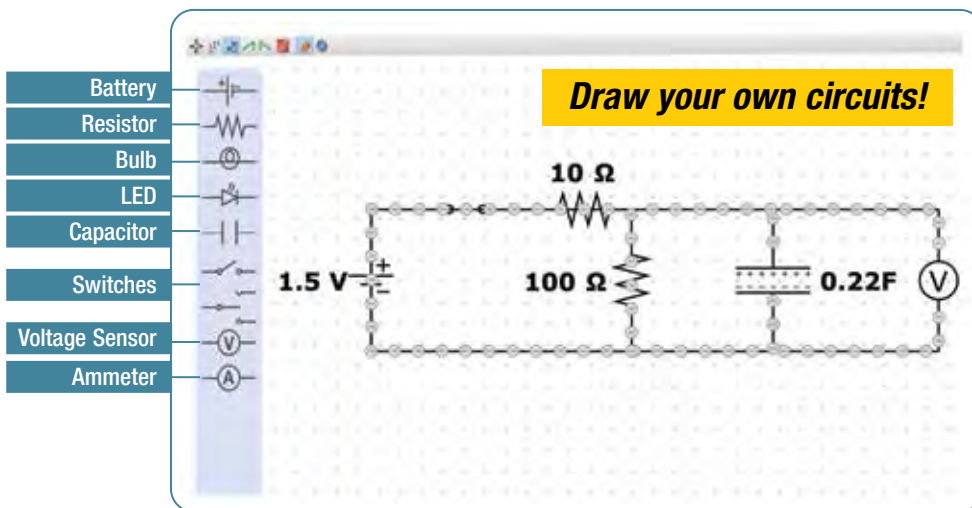 Draw your own circuits!
Battery
Resistor
Bulb
LED
Capacitor
Switches
Voltage Sensor
Ammeter
10 Ω
1.5 V
+
−
100 Ω
0.22F
V
V
A